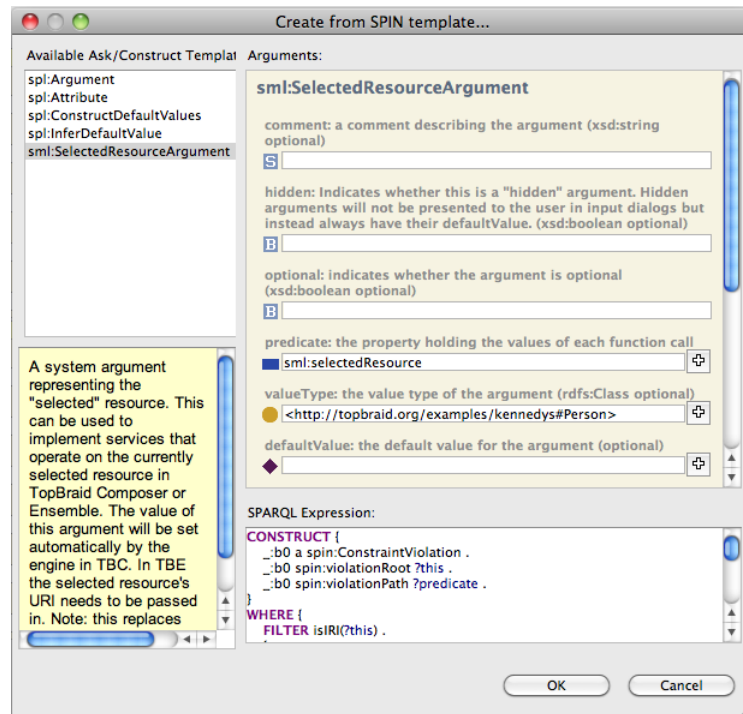 Create from SPIN template...
Available Ask/Construct Templat
spl:Argument
spl:Attribute
spl:ConstructDefaultValues
spl:InferDefaultValue
sml:SelectedResourceArgument
A system argument
representing the
"selected" resource. This
can be used to
implement services that
operate on the currently
selected resource in
TopBraid Composer or
Ensemble. The value of
this argument will be set
automatically by the
engine in TBC. In TBE
the selected resource's
URI needs to be passed
in. Note: this replaces
Arguments:
sml:SelectedResourceArgument
comment: a comment describing the argument (xsd:string
optional)
S
hidden: Indicates whether this is a "hidden" argument. Hidden
arguments will not be presented to the user in input dialogs but
instead always have their defaultValue. (xsd:boolean optional)
B
optional: indicates whether the argument is optional
(xsd:boolean optional)
B
predicate: the property holding the values of each function call
sml:selectedResource
valueType: the value type of the argument (rdfs:Class optional)
<http://topbraid.org/examples/kennedys#Person>
defaultValue: the default value for the argument (optional)
SPARQL Expression:
CONSTRUCT {
_:b0 a spin:ConstraintViolation .
_:b0 spin:violationRoot ?this .
_:b0 spin:violationPath ?predicate .
}
WHERE {
FILTER isIRI(?this) .
OK
Cancel